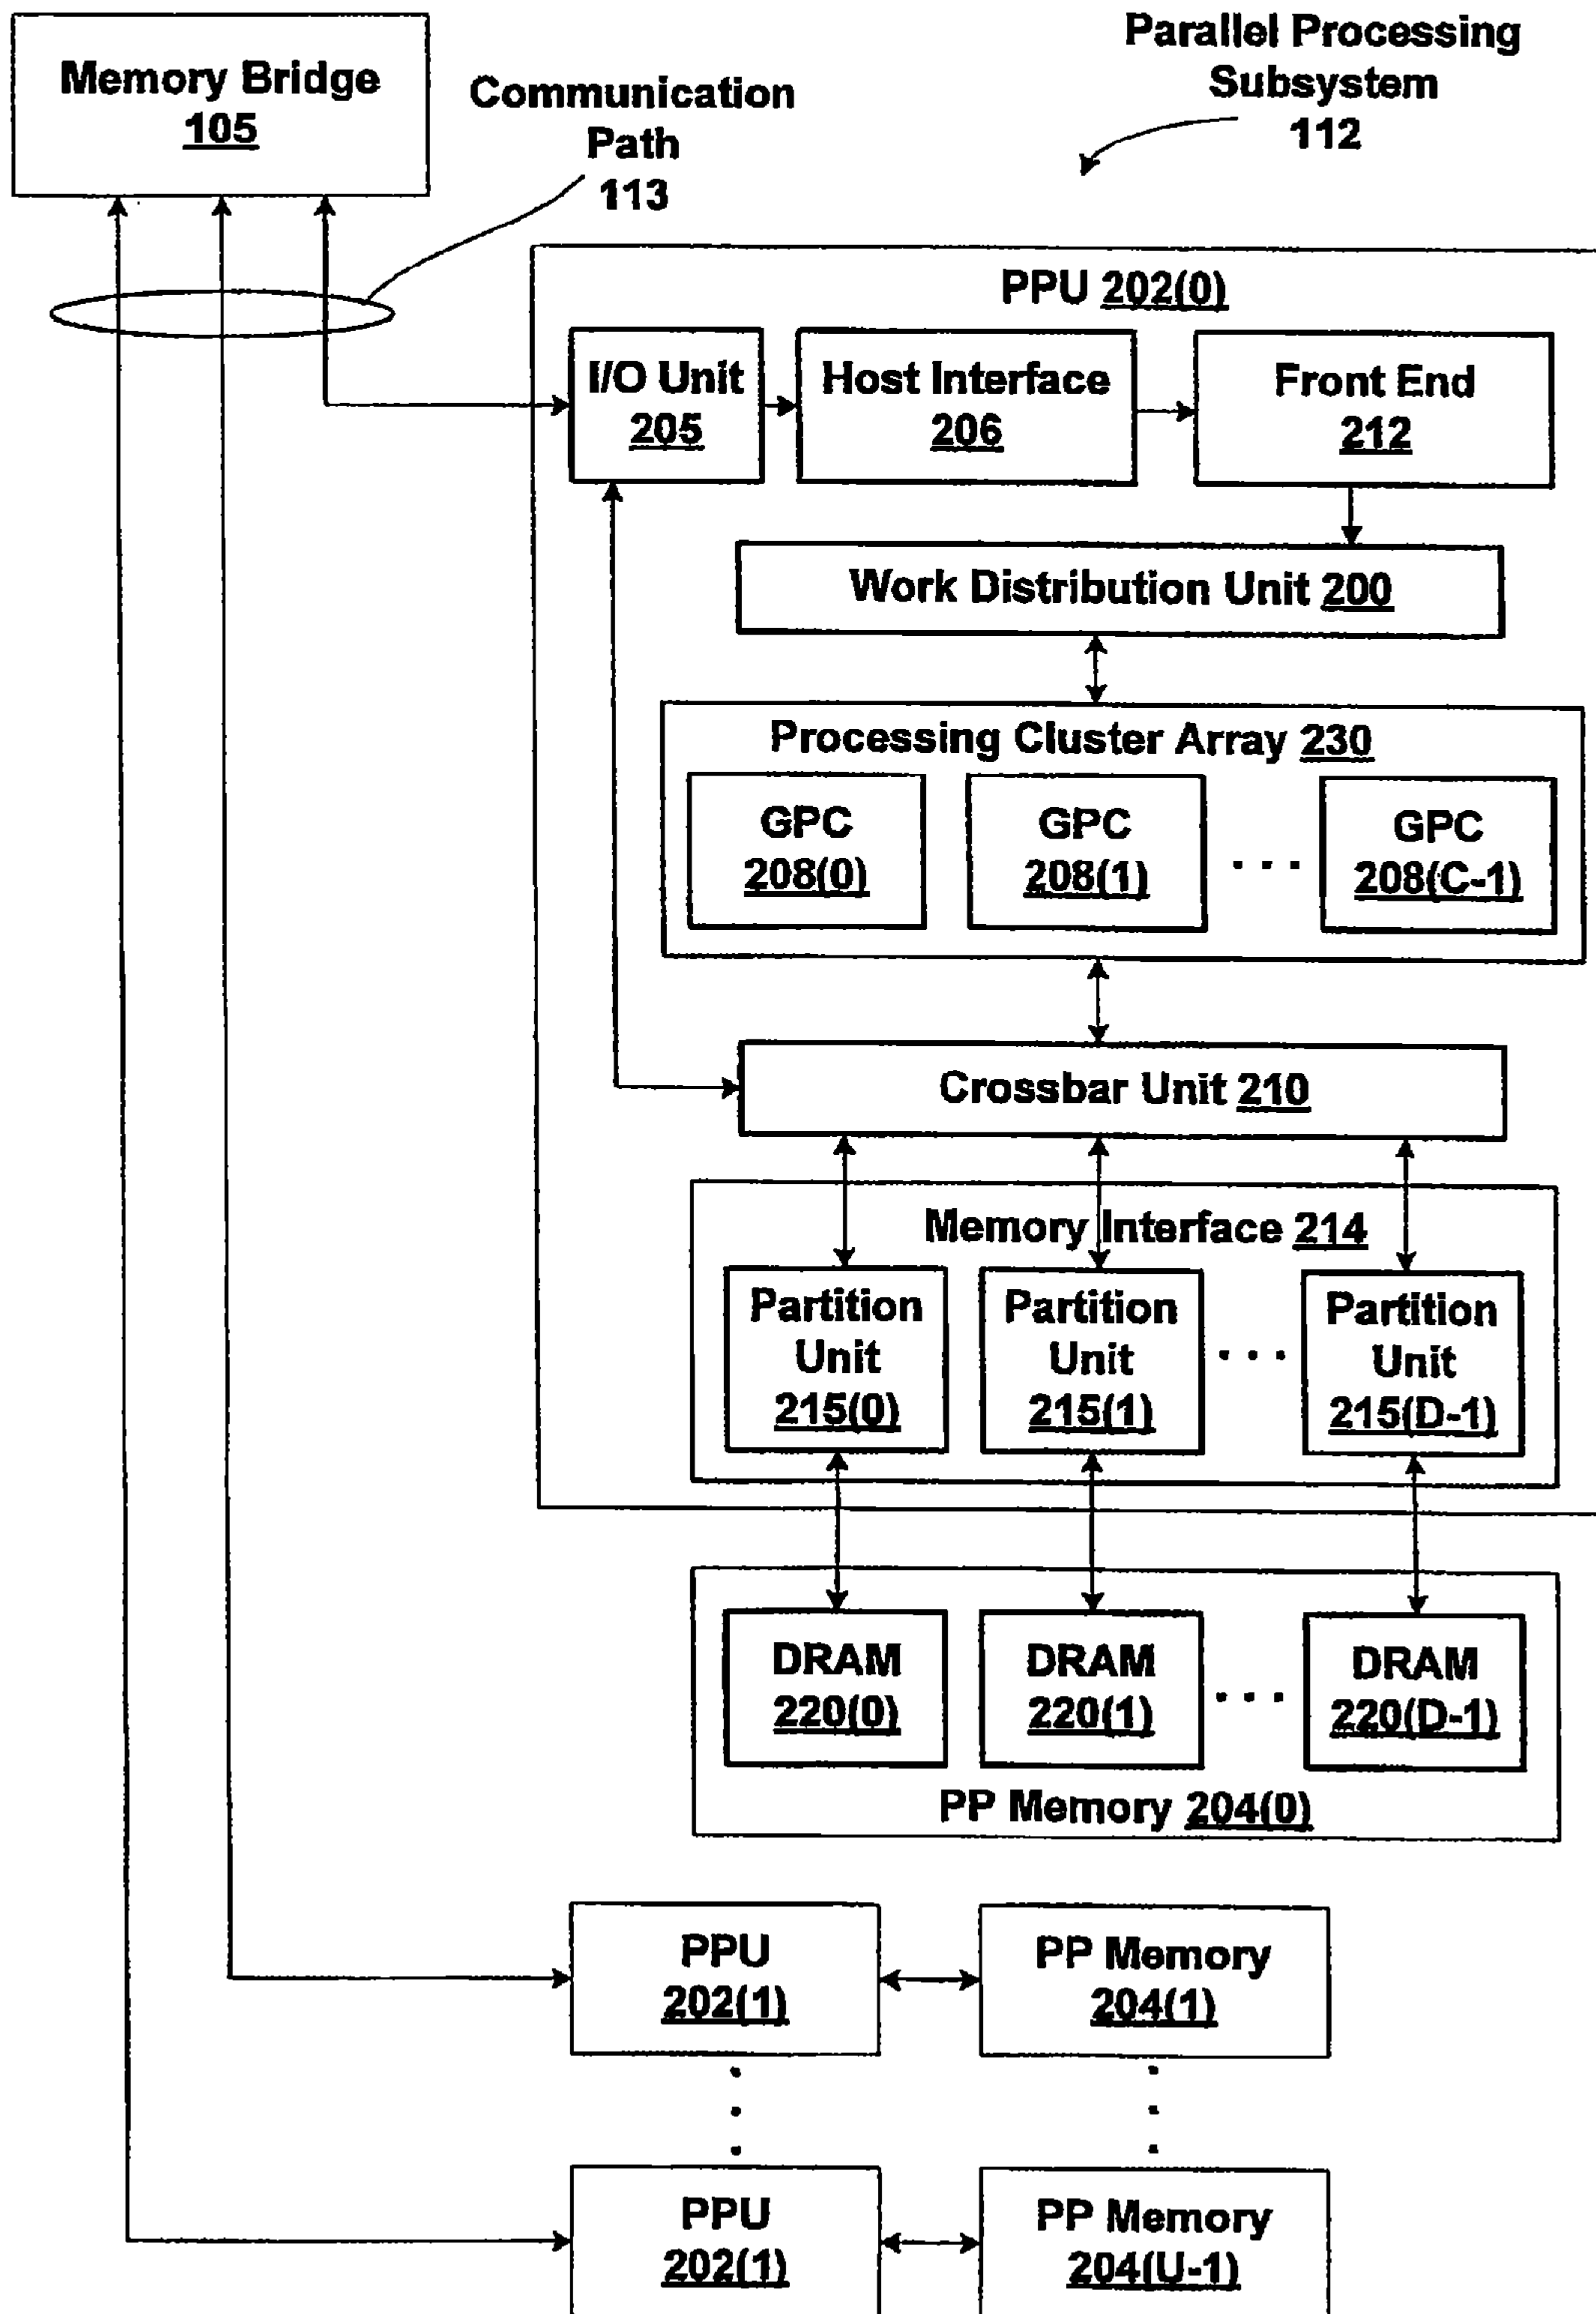 Parallel Processing
Subsystem
112
Memory Bridge
105
Communication
Path
113
PPU 202(0)
I/O Unit
205
Host Interface
206
Front End
212
Work Distribution Unit 200
Processing Cluster Array 230
GPC
208(0)
GPC
208(1)
. . .
GPC
208(C-1)
Crossbar Unit 210
Memory Interface 214
Partition
Unit
215(0)
Partition
Unit
215(1)
. . .
Partition
Unit
215(D-1)
DRAM
220(0)
DRAM
220(1)
. . .
DRAM
220(D-1)
PP Memory 204(0)
PPU
202(1)
PP Memory
204(1)
PPU
202(1)
PP Memory
204(U-1)